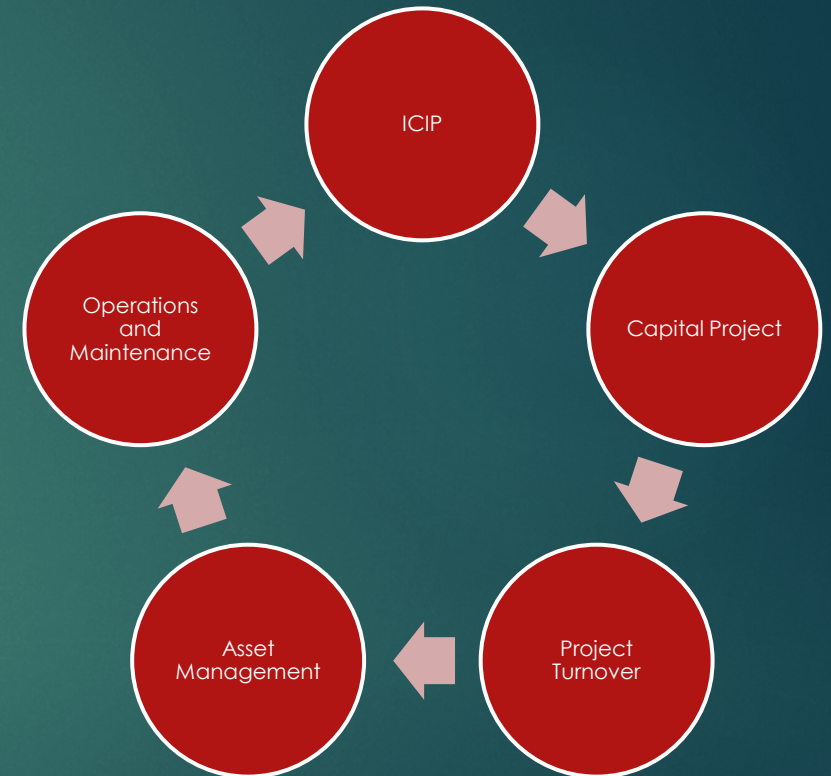 ICIP
Capital Project
Project
Turnover
Asset
Management
Operations
and
Maintenance